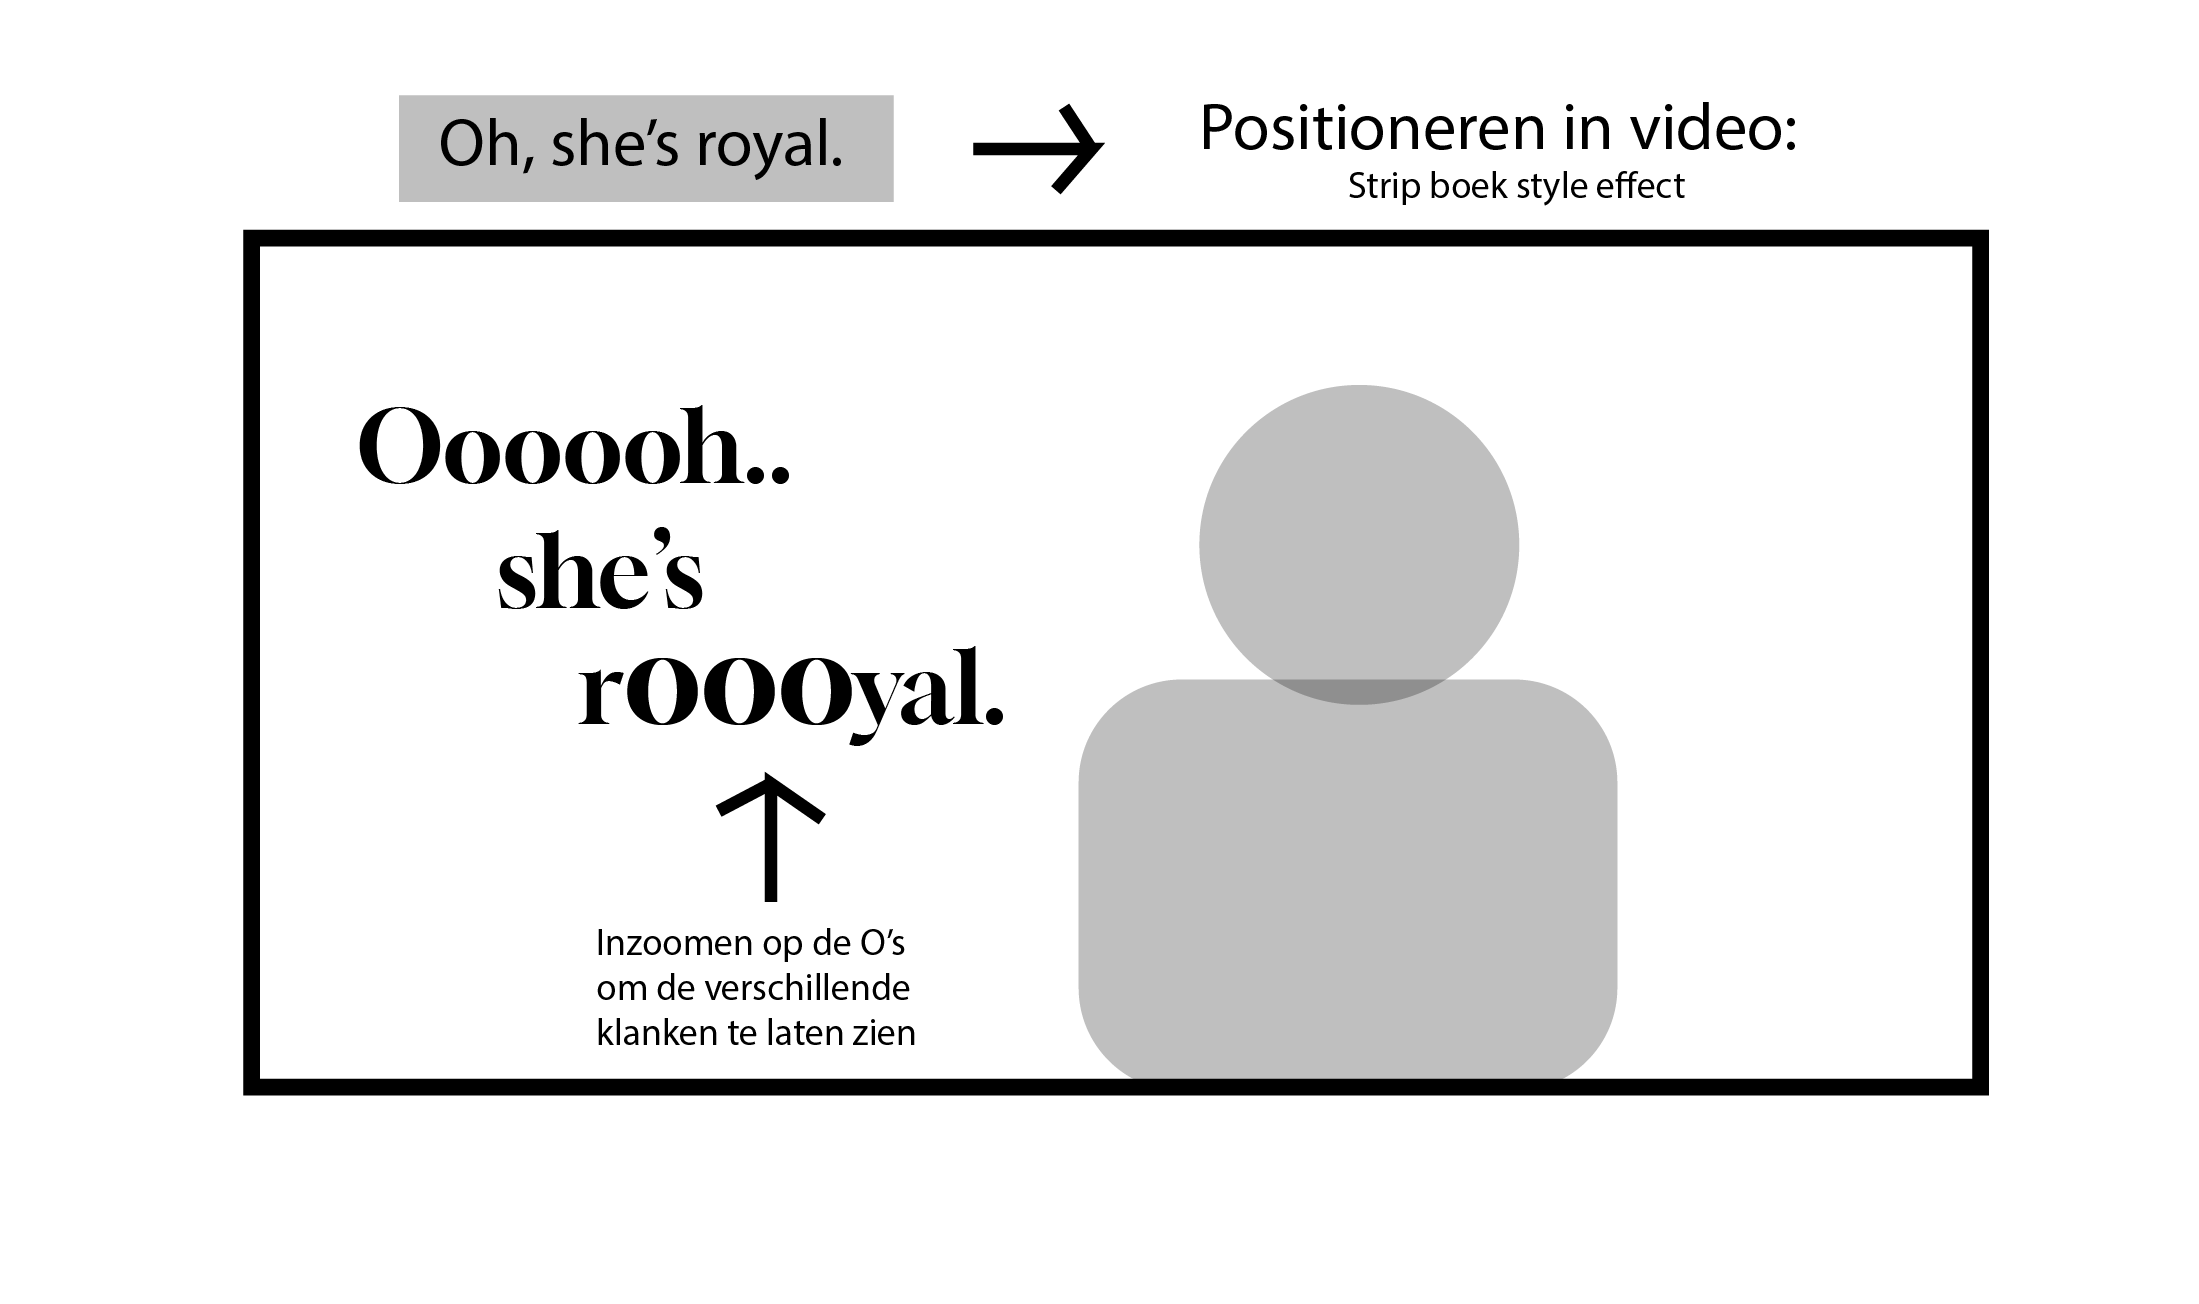 Oh, she’s royal.
Positioneren in video:
Strip boek style effect
Oooooh..
she’s
roooyal.
Inzoomen op de O’s
om de verschillende
klanken te laten zien